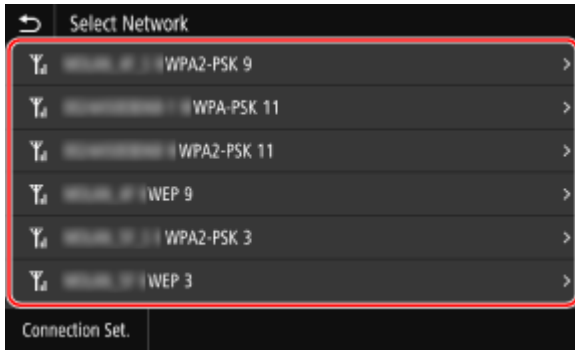 Select Network
WPA2-PSK 9
WPA-PSK 11
WPA2-PSK 11
WEP 9
WPA2-PSK 3
WEP 3
Connection Set.